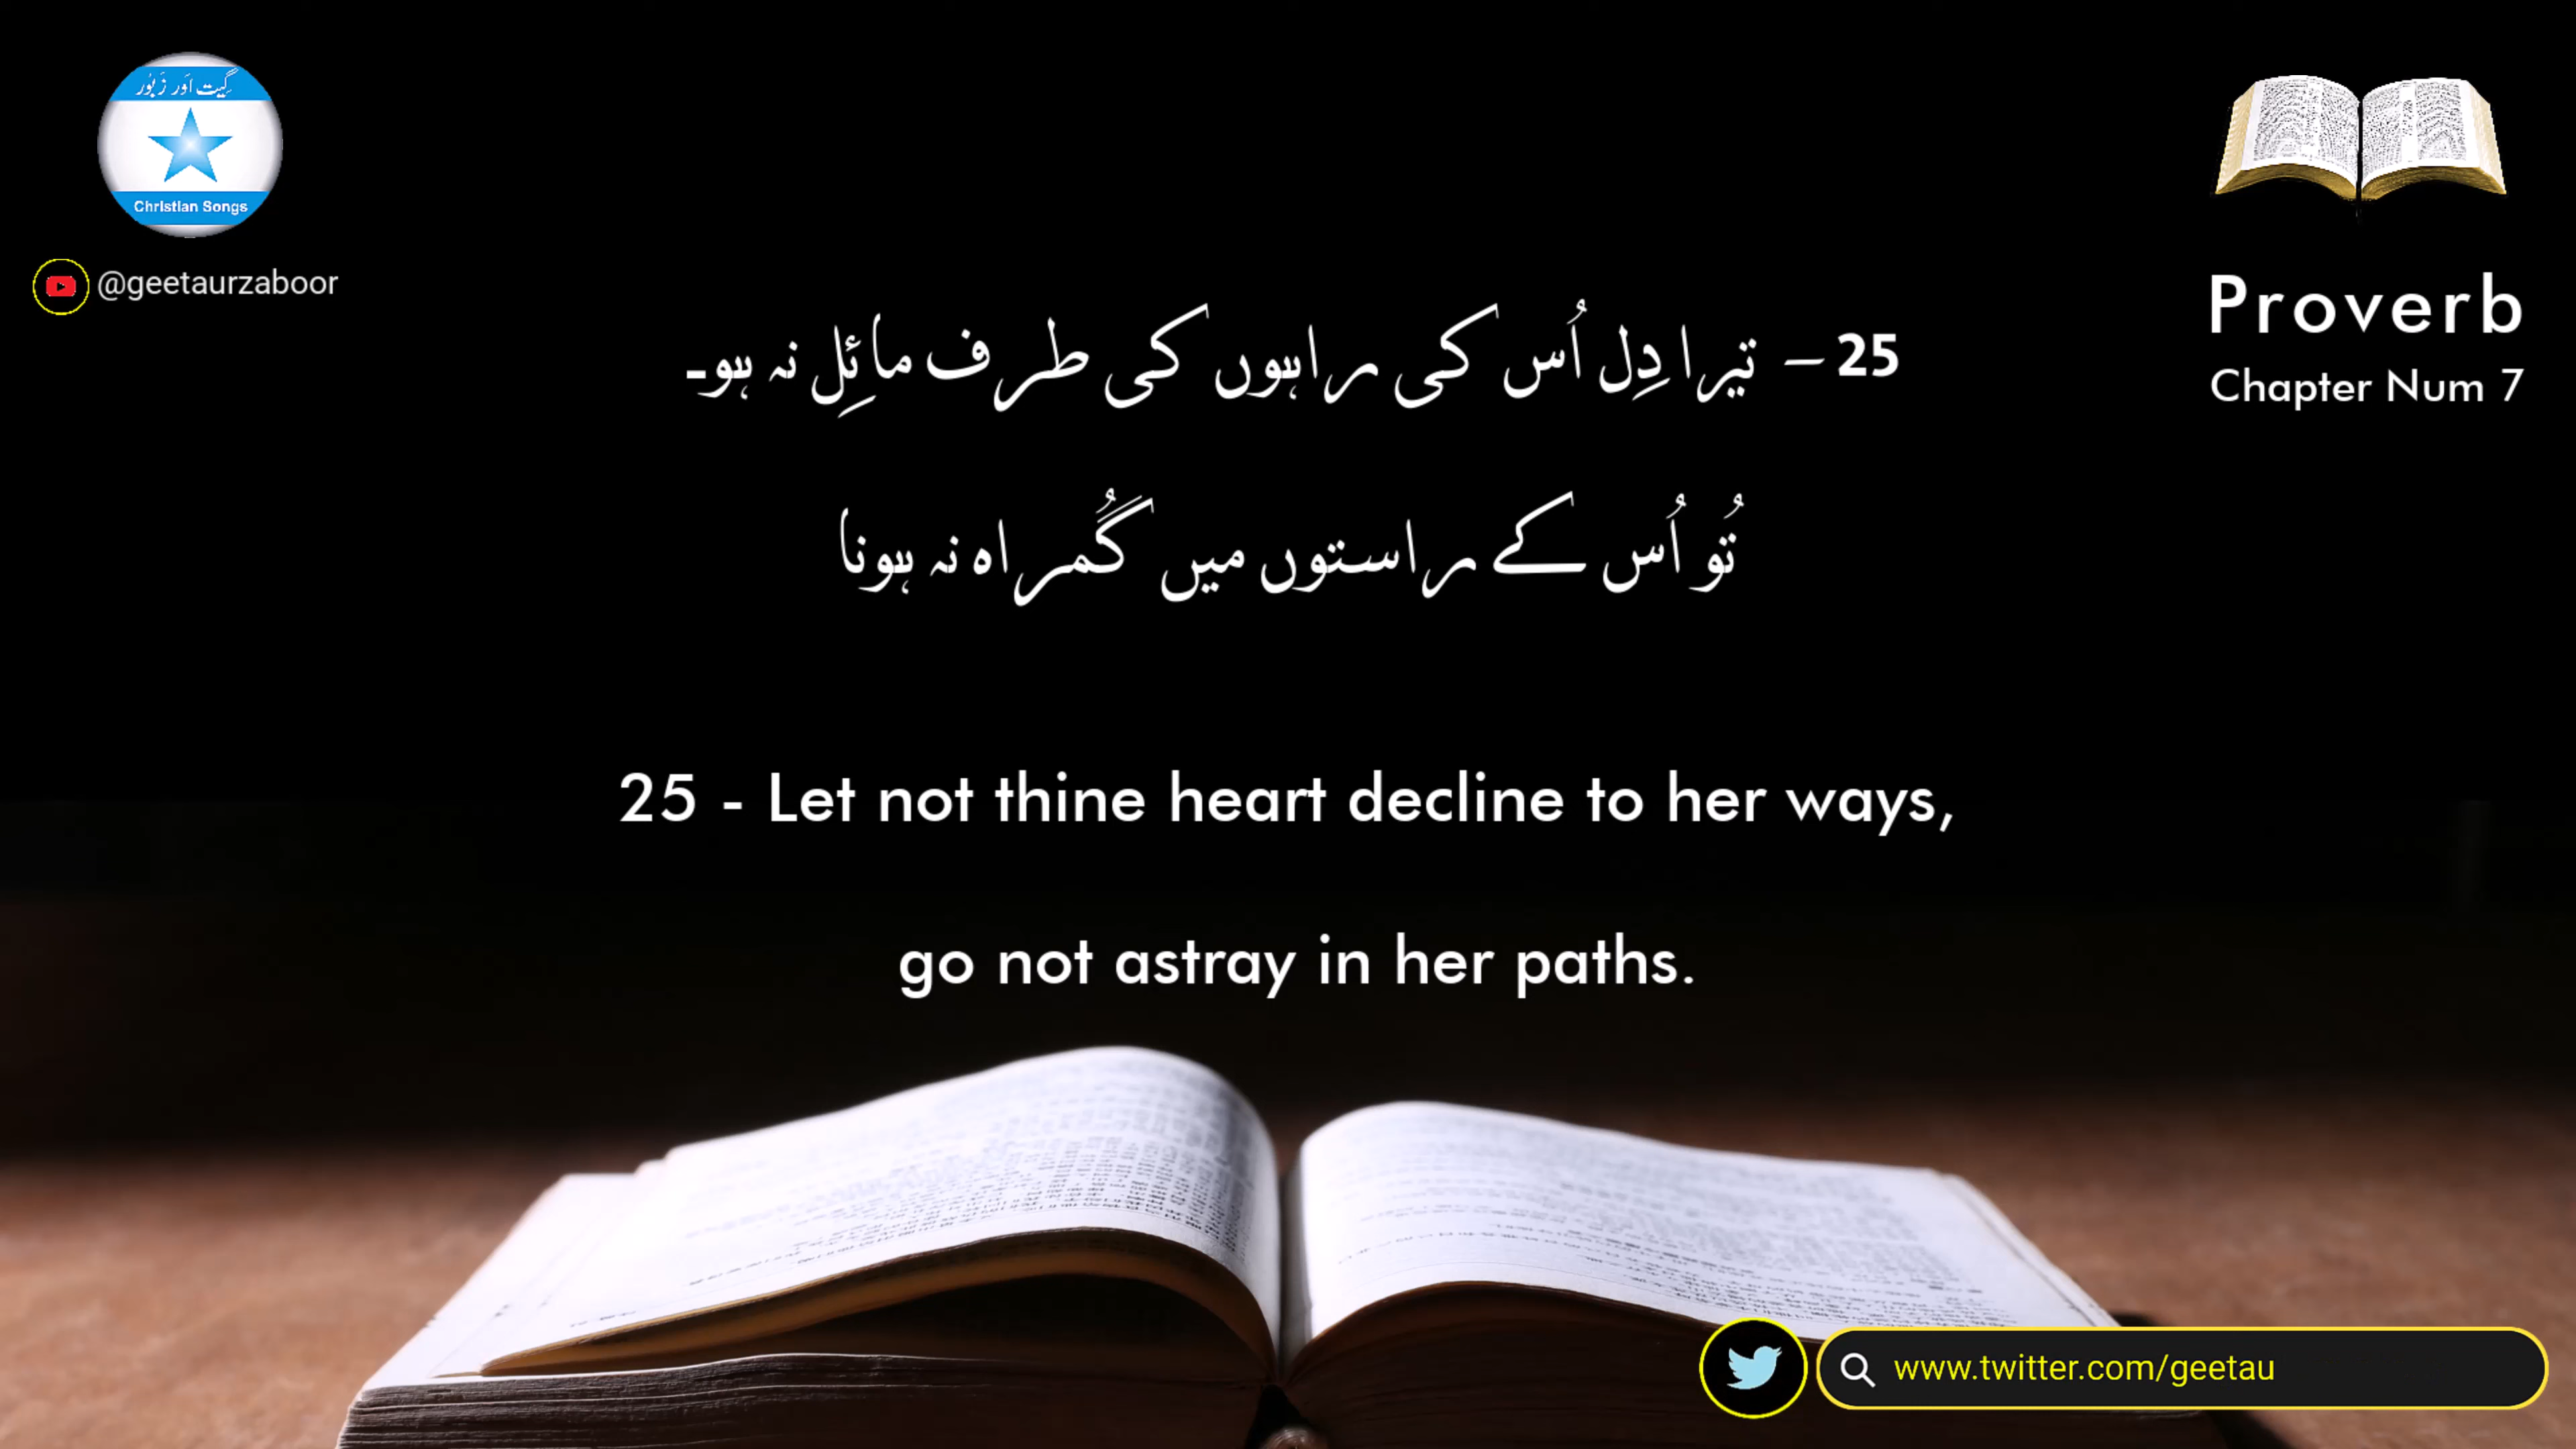 گیت اَور زَبُور
Christian Songs
@geetaurzaboor
Proverb
Chapter Num 7
25 – تیرا دِل اُس کی راہوں کی طرف مائِل نہ ہو۔
تُو اُس کے راستوں میں گُمراہ نہ ہونا
25 - Let not thine heart decline to her ways,
go not astray in her paths.
www.twitter.com/geetau